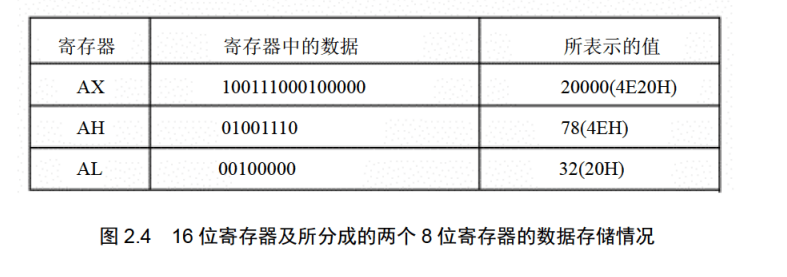 寄存器 寄存器中的数据 所表示的值
AX 100111000100000 20000(4E20H)
AH 01001110 78(4EH)
AL 00100000 32(20H)
图 2.4 16 位寄存器及所分成的两个 8 位寄存器的数据存储情况